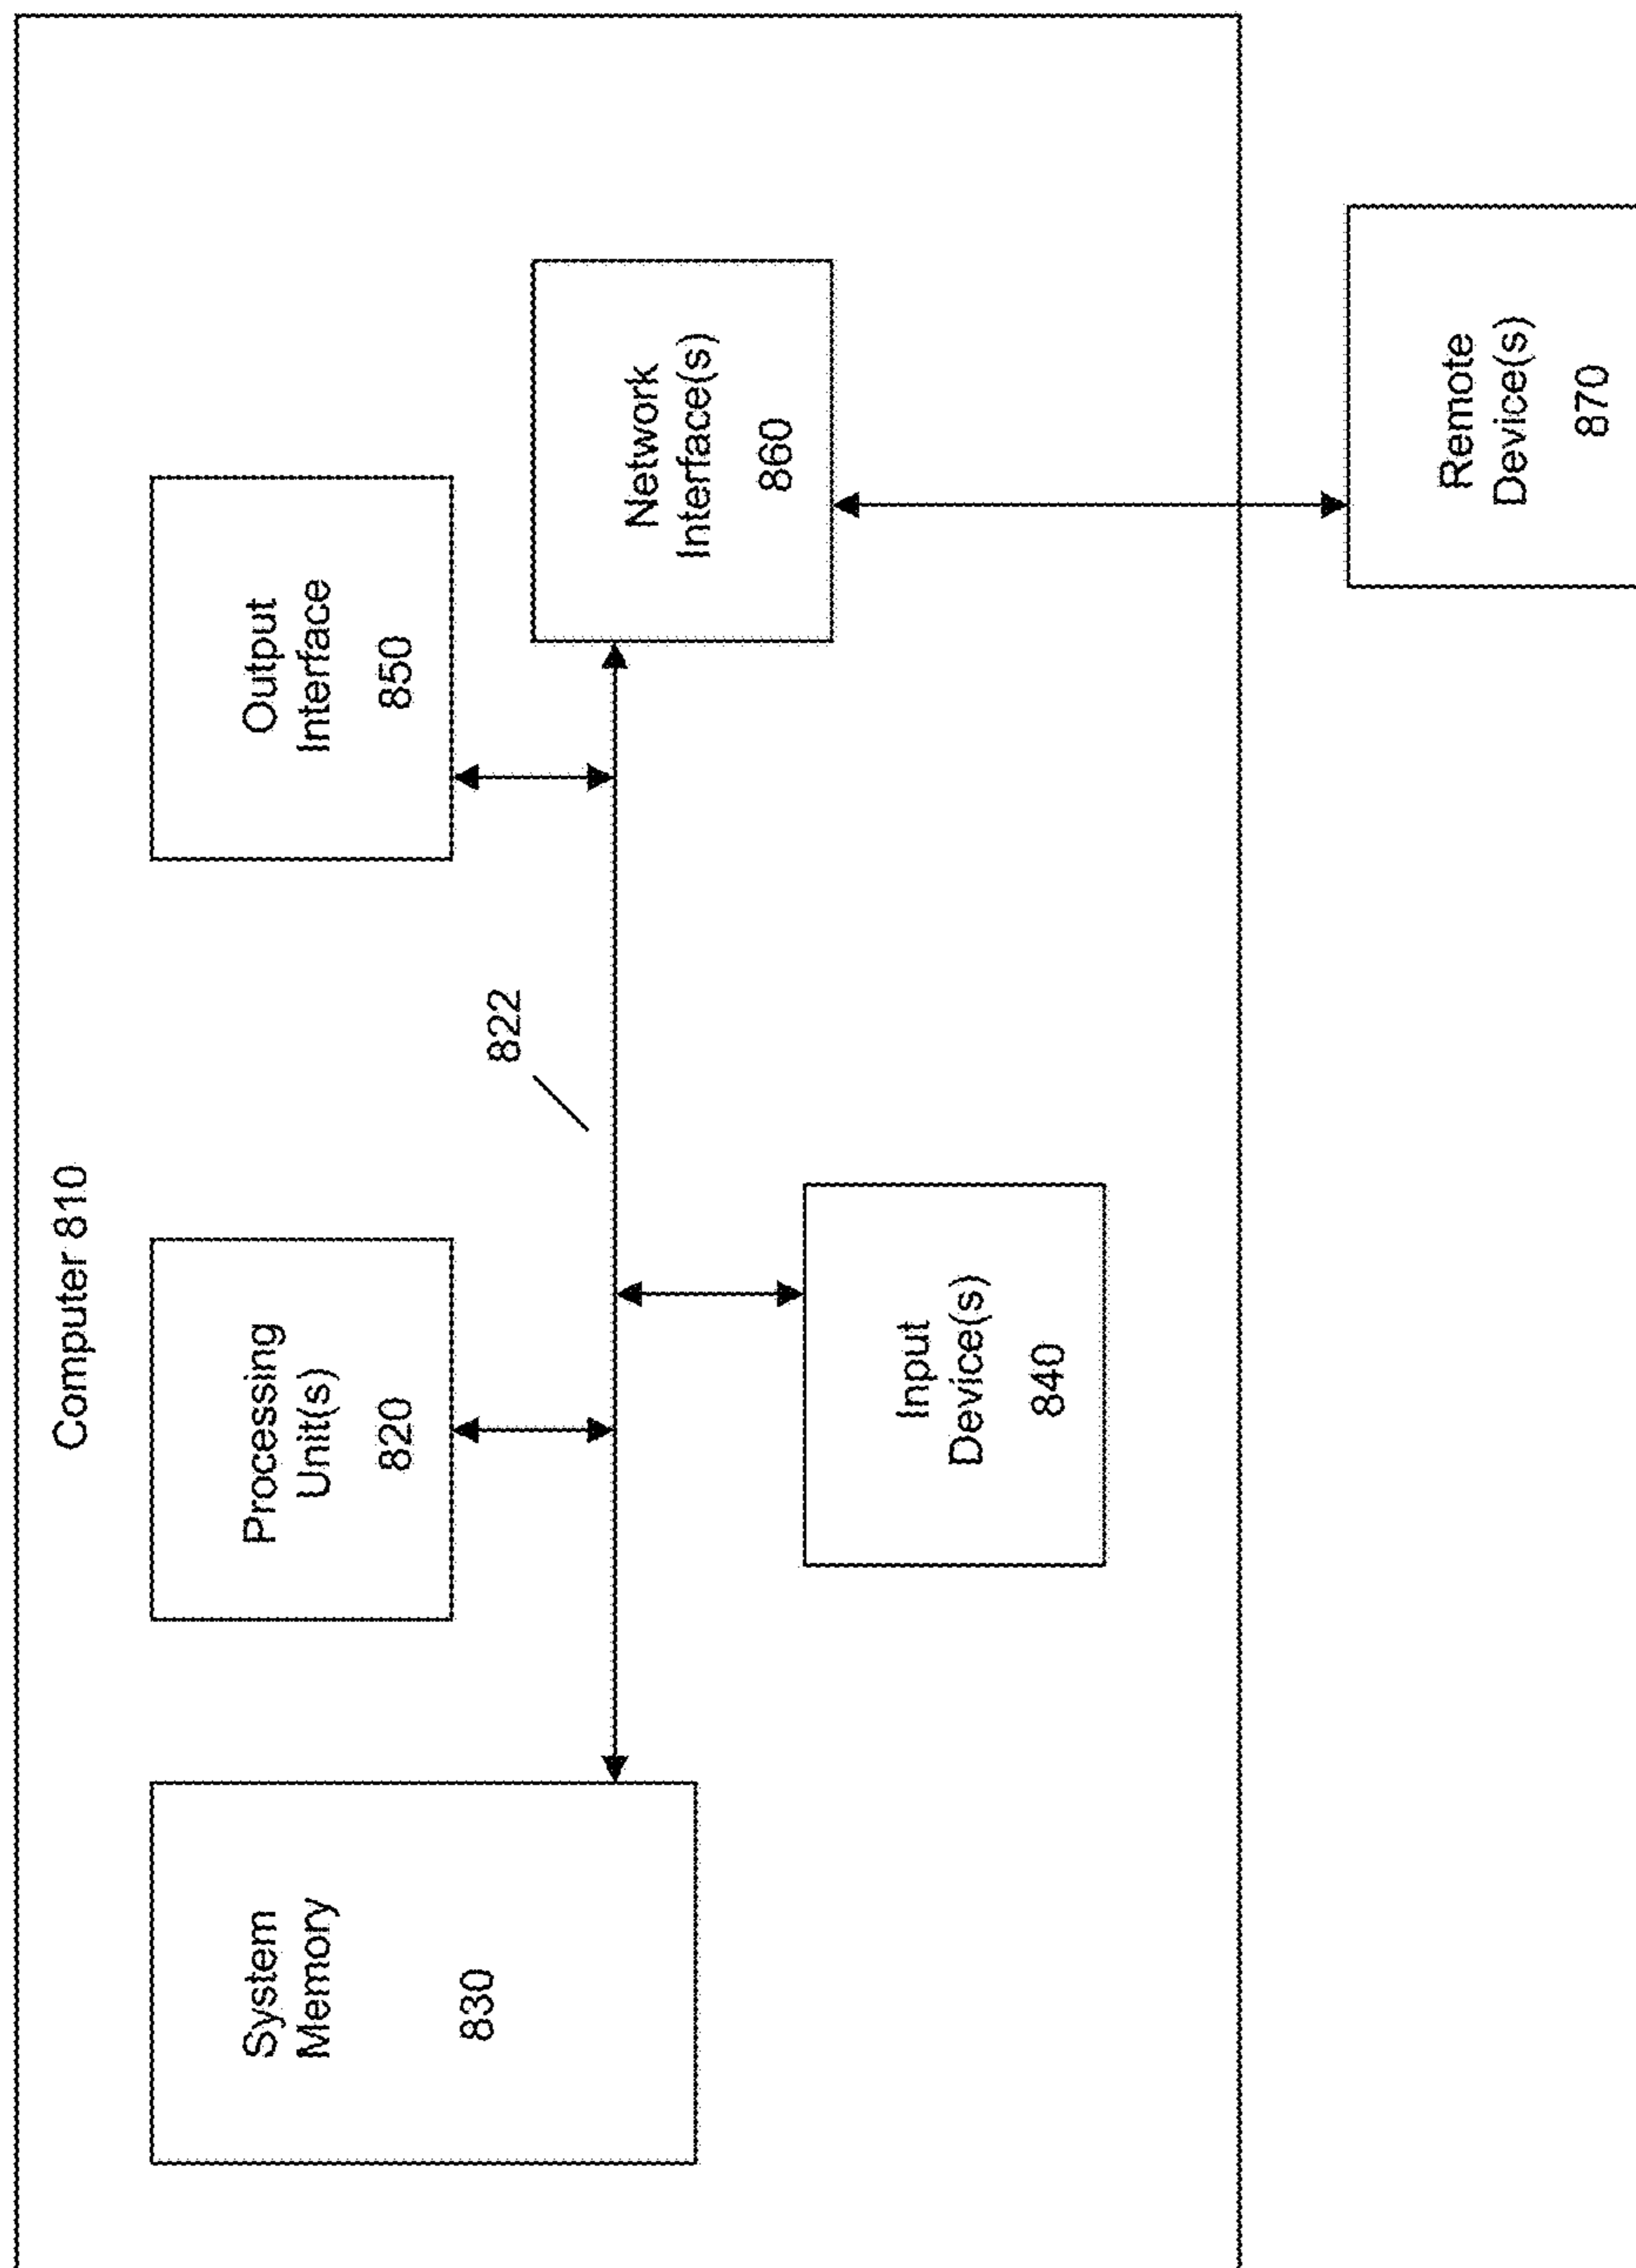 Computer 810
System
Memory
830
Processing
Unit(s)
820
Output
Interface
850
822
Network
Interface(s)
860
Input
Device(s)
840
Remote
Device(s)
870